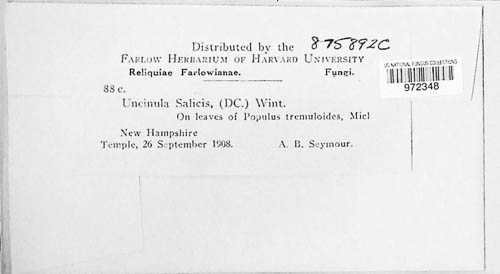 Distributed by the 875892C
FARLOW HERBARIUM OF HARVARD UNIVERSITY
Reliquiae Farlowianae. Fungi.
US NATIONAL FUNGUS COLLECTIONS
972348
88 c.
UNCINULA SALICIS, (DC.) WINT.
On leaves of Populus tremuloides, Micl
New Hampshire
Temple, 26 September 1908. A. B. Seymour.